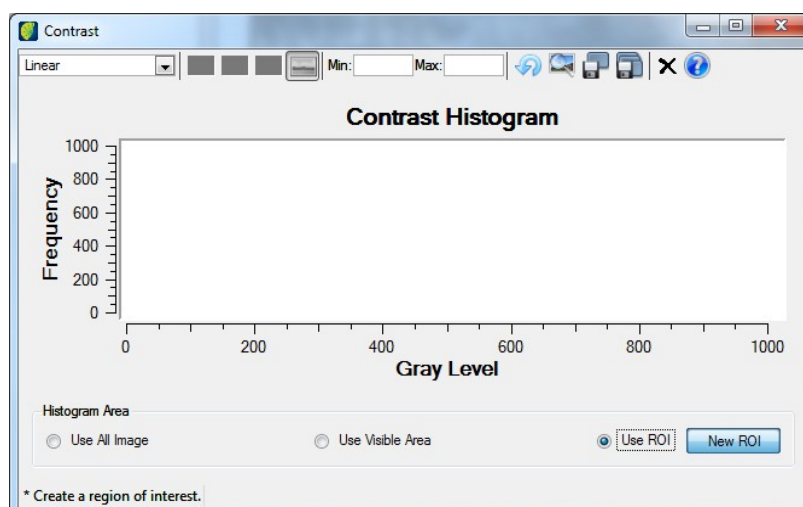 Contrast
Linear Min: Max:
Contrast Histogram
Frequency
1000
800
600
400
200
0
0 200 400 600 800 1000
Gray Level
Histogram Area
Use All Image Use Visible Area Use ROI New ROI
* Create a region of interest.